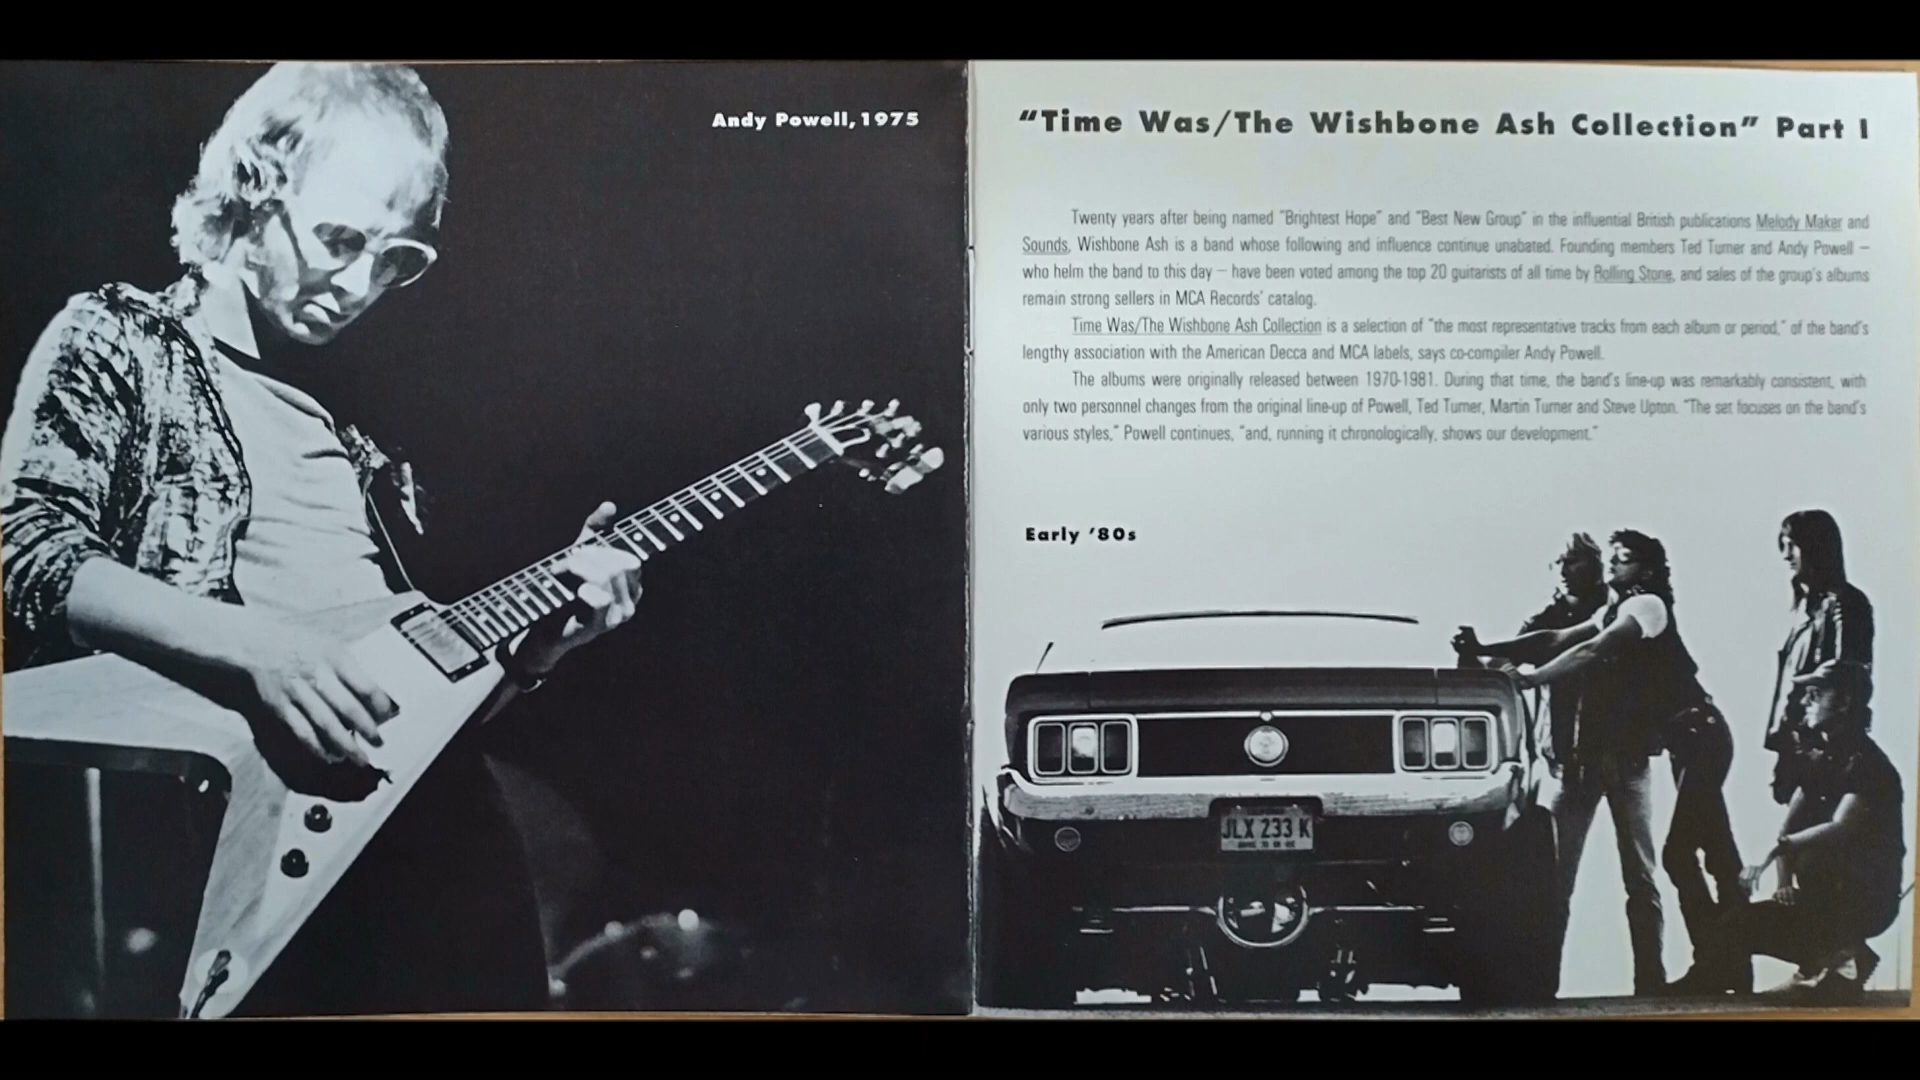 Andy Powell, 1975
"Time Was/The Wishbone Ash Collection" Part I
Twenty years after being named "Brightest Hope" and "Best New Group" in the influential British publications Melody Maker and
Sounds, Wishbone Ash is a band whose following and influence continue unabated. Founding members Ted Turner and Andy Powell –
who helm the band to this day – have been voted among the top 20 guitarists of all time by Rolling Stone, and sales of the group's albums
remain strong sellers in MCA Records' catalog.
Time Was/The Wishbone Ash Collection is a selection of "the most representative tracks from each album or period," of the band's
lengthy association with the American Decca and MCA labels, says co-compiler Andy Powell.
The albums were originally released between 1970-1981. During that time, the band's line-up was remarkably consistent, with
only two personnel changes from the original line-up of Powell, Ted Turner, Martin Turner and Steve Upton. "The set focuses on the band's
various styles," Powell continues, "and, running it chronologically, shows our development."
Early '80s
JLX 233 K